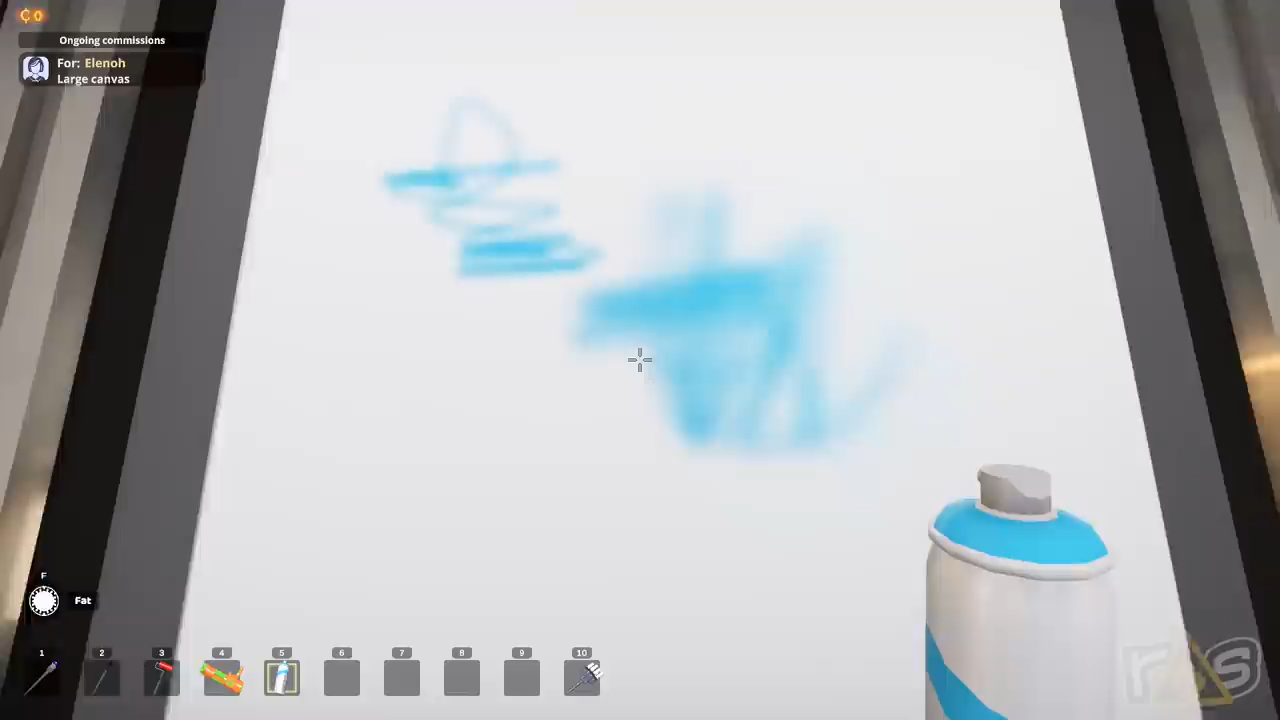 0
Ongoing commissions
For: Elenoh
Large canvas
F
Fat
1 2 3 4 5 6 7 8 9 10